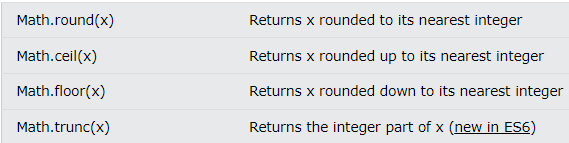 Math.round(x) Returns x rounded to its nearest integer
Math.ceil(x) Returns x rounded up to its nearest integer
Math.floor(x) Returns x rounded down to its nearest integer
Math.trunc(x) Returns the integer part of x (new in ES6)